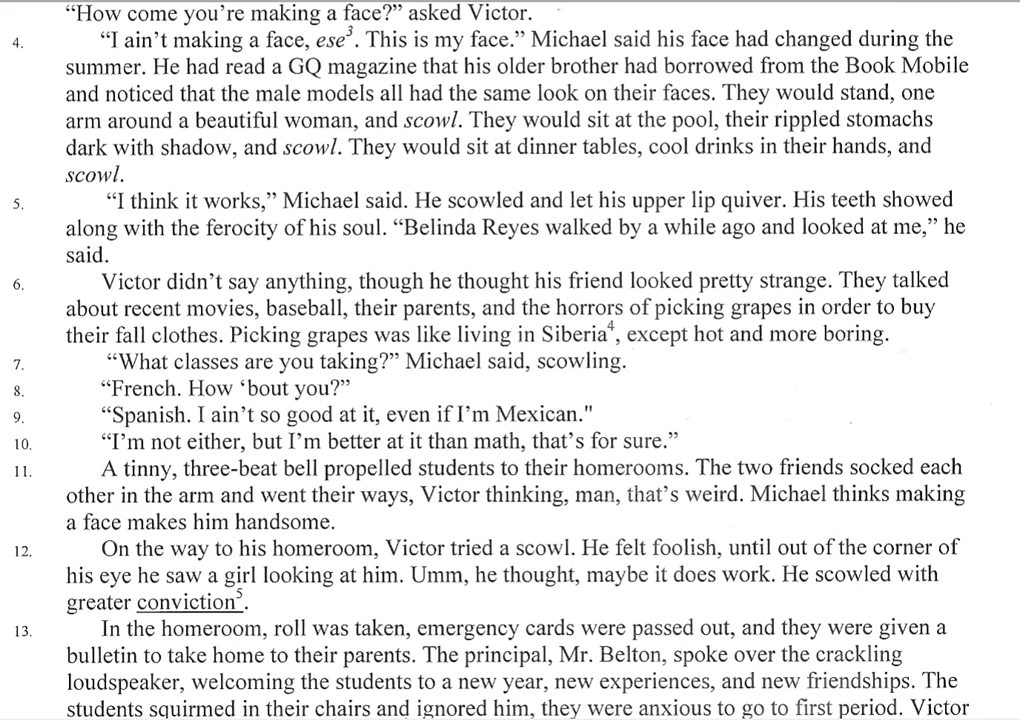 “How come you’re making a face?” asked Victor.
4. “I ain’t making a face, ese3. This is my face.” Michael said his face had changed during the
summer. He had read a GQ magazine that his older brother had borrowed from the Book Mobile
and noticed that the male models all had the same look on their faces. They would stand, one
arm around a beautiful woman, and scowl. They would sit at the pool, their rippled stomachs
dark with shadow, and scowl. They would sit at dinner tables, cool drinks in their hands, and
scowl.
5. “I think it works,” Michael said. He scowled and let his upper lip quiver. His teeth showed
along with the ferocity of his soul. “Belinda Reyes walked by a while ago and looked at me,” he
said.
6. Victor didn’t say anything, though he thought his friend looked pretty strange. They talked
about recent movies, baseball, their parents, and the horrors of picking grapes in order to buy
their fall clothes. Picking grapes was like living in Siberia4, except hot and more boring.
7. “What classes are you taking?” Michael said, scowling.
8. “French. How ‘bout you?”
9. “Spanish. I ain’t so good at it, even if I’m Mexican."
10. “I’m not either, but I’m better at it than math, that’s for sure.”
11. A tinny, three-beat bell propelled students to their homerooms. The two friends socked each
other in the arm and went their ways, Victor thinking, man, that’s weird. Michael thinks making
a face makes him handsome.
12. On the way to his homeroom, Victor tried a scowl. He felt foolish, until out of the corner of
his eye he saw a girl looking at him. Umm, he thought, maybe it does work. He scowled with
greater conviction5.
13. In the homeroom, roll was taken, emergency cards were passed out, and they were given a
bulletin to take home to their parents. The principal, Mr. Belton, spoke over the crackling
loudspeaker, welcoming the students to a new year, new experiences, and new friendships. The
students squirmed in their chairs and ignored him, they were anxious to go to first period. Victor